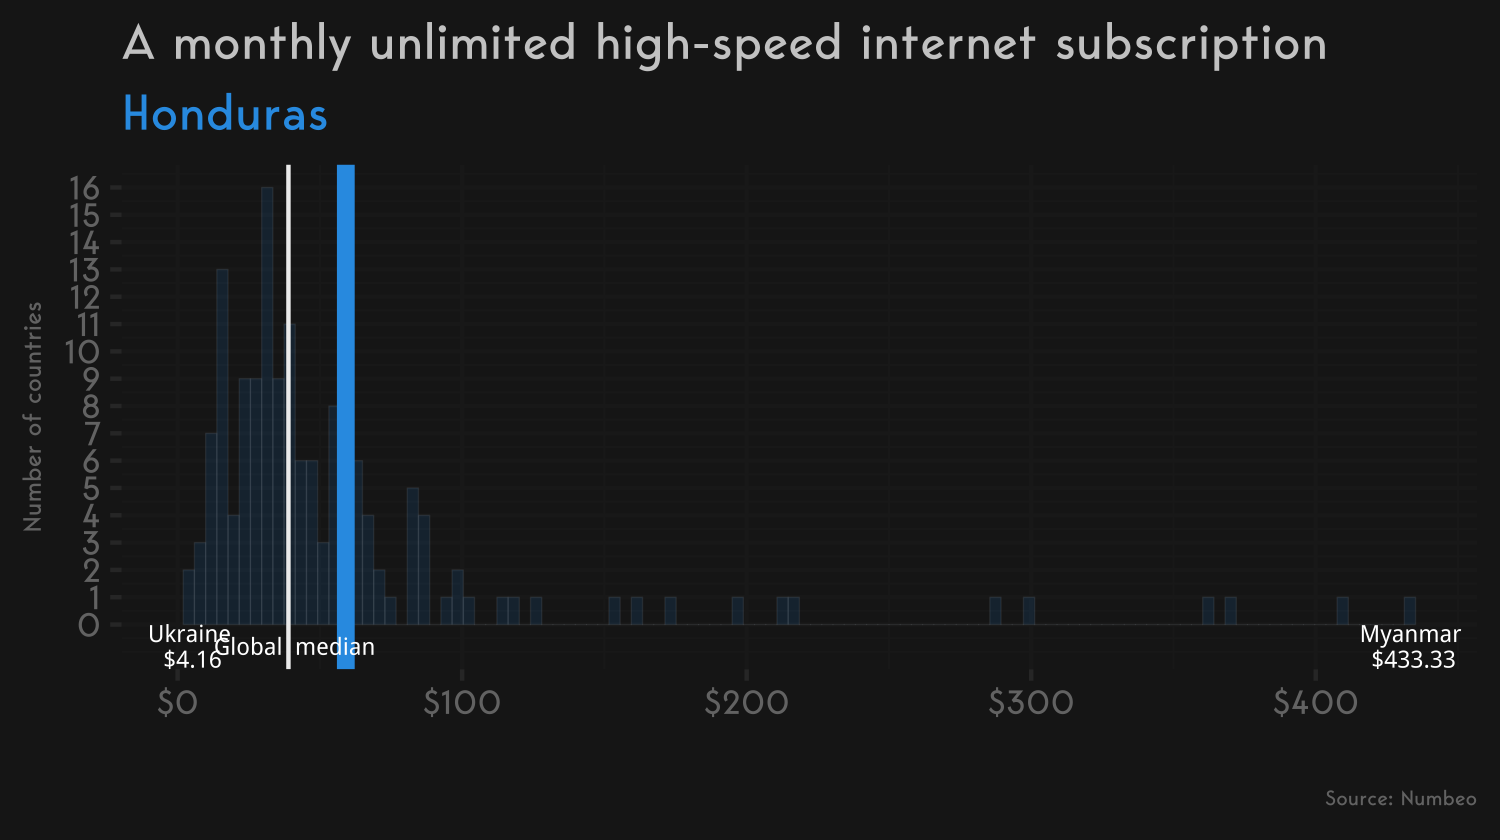 A monthly unlimited high-speed internet subscription
Honduras
Number of countries
16
15
14
13
12
11
10
9
8
7
6
5
4
3
2
1
0
Ukraine
$4.16
Global median
Myanmar
$433.33
$0 $100 $200 $300 $400
Source: Numbeo